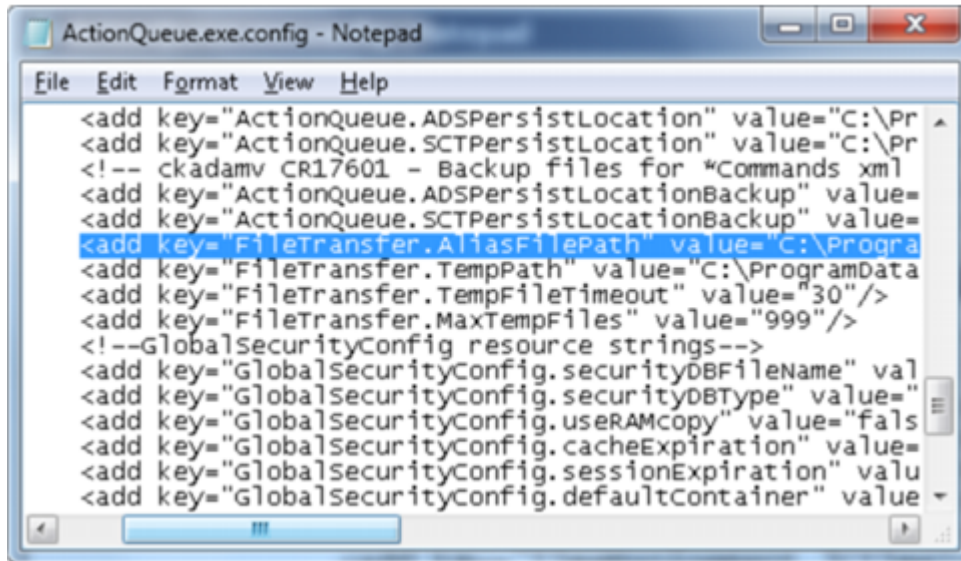 ActionQueue.exe.config - Notepad
File Edit Format View Help
<add key="ActionQueue.ADSPersistLocation" value="C:\Pr
<add key="ActionQueue.SCTPersistLocation" value="C:\Pr
<!-- ckadamv CR17601 - Backup files for *Commands xml
<add key="ActionQueue.ADSPersistLocationBackup" value=
<add key="ActionQueue.SCTPersistLocationBackup" value=
<add key="FileTransfer.AliasFilePath" value="C:\Progra
<add key="FileTransfer.TempPath" value="C:\ProgramData
<add key="FileTransfer.TempFileTimeout" value="30"/>
<add key="FileTransfer.MaxTempFiles" value="999"/>
<!--GlobalSecurityConfig resource strings-->
<add key="GlobalSecurityConfig.securityDBFileName" val
<add key="GlobalSecurityConfig.securityDBType" value="
<add key="GlobalSecurityConfig.useRAMcopy" value="fals
<add key="GlobalSecurityConfig.cacheExpiration" value=
<add key="GlobalSecurityConfig.sessionExpiration" valu
<add key="GlobalSecurityConfig.defaultContainer" value